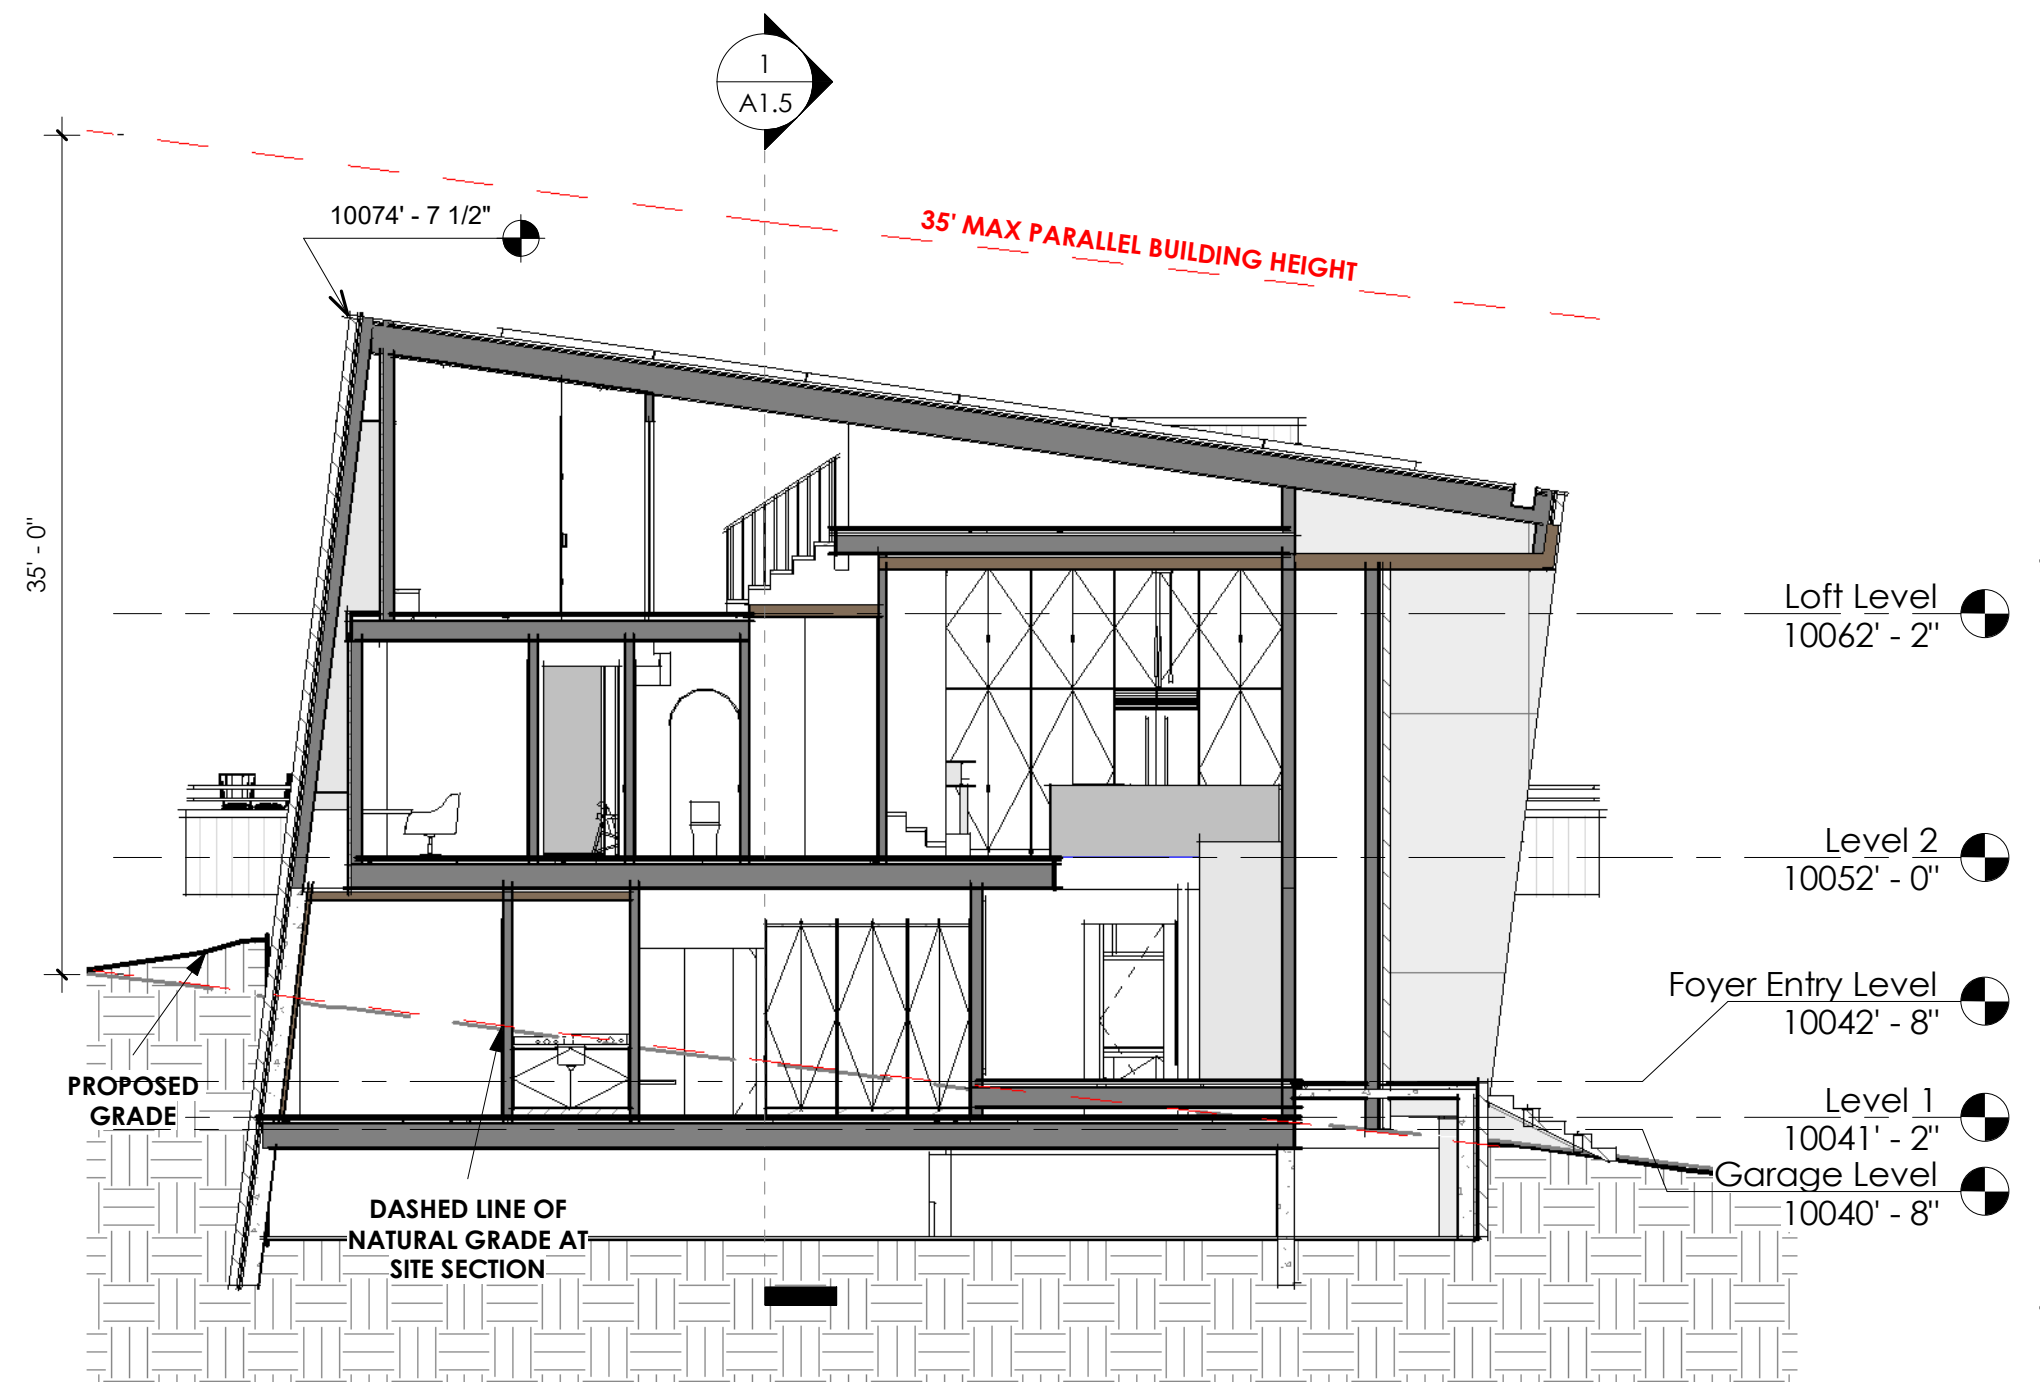 1
A1.5
10074' - 7 1/2"
35' MAX PARALLEL BUILDING HEIGHT
35' - 0"
Loft Level
10062' - 2"
Level 2
10052' - 0"
Foyer Entry Level
10042' - 8"
PROPOSED
GRADE
Level 1
10041' - 2"
Garage Level
10040' - 8"
DASHED LINE OF
NATURAL GRADE AT
SITE SECTION